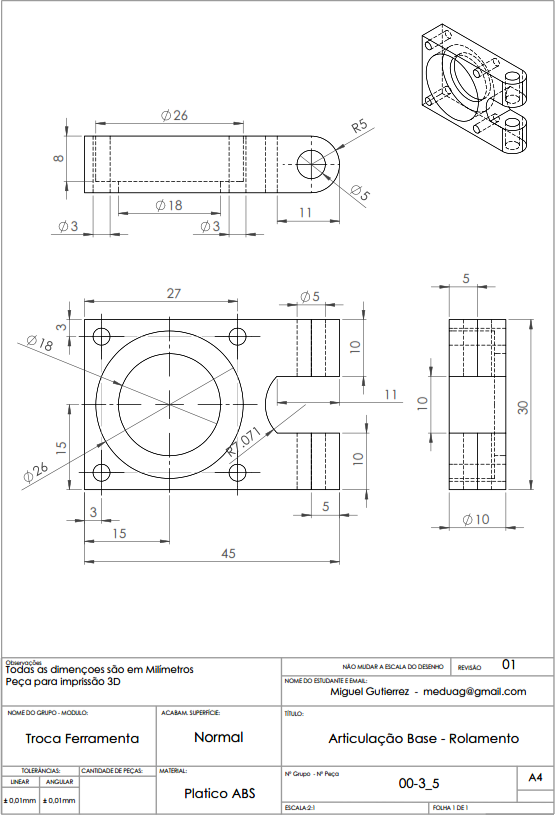 Ø26
R5
8
Ø5
Ø18
11
Ø3
Ø3
27
Ø5
5
3
Ø18
10
11
10
30
R7.071
15
10
Ø26
3
5
Ø10
15
45
Observações
Todas as dimençoes são em Milímetros
Peça para imprissão 3D
NÃO MUDAR A ESCALA DO DESENHO
REVISÃO 01
NOME DO ESTUDANTE E EMAIL:
Miguel Gutierrez - meduag@gmail.com
NOME DO GRUPO - MODULO:
Troca Ferramenta
ACABAM. SUPERFÍCIE:
Normal
TÍTULO:
Articulação Base - Rolamento
TOLERÂNCIAS:
LINEAR ANGULAR
± 0,01mm ± 0,01mm
CANTIDADE DE PEÇAS:
MATERIAL:
Platico ABS
Nº Grupo - Nº Peça
00-3_5
A4
ESCALA:2:1
FOLHA 1 DE 1